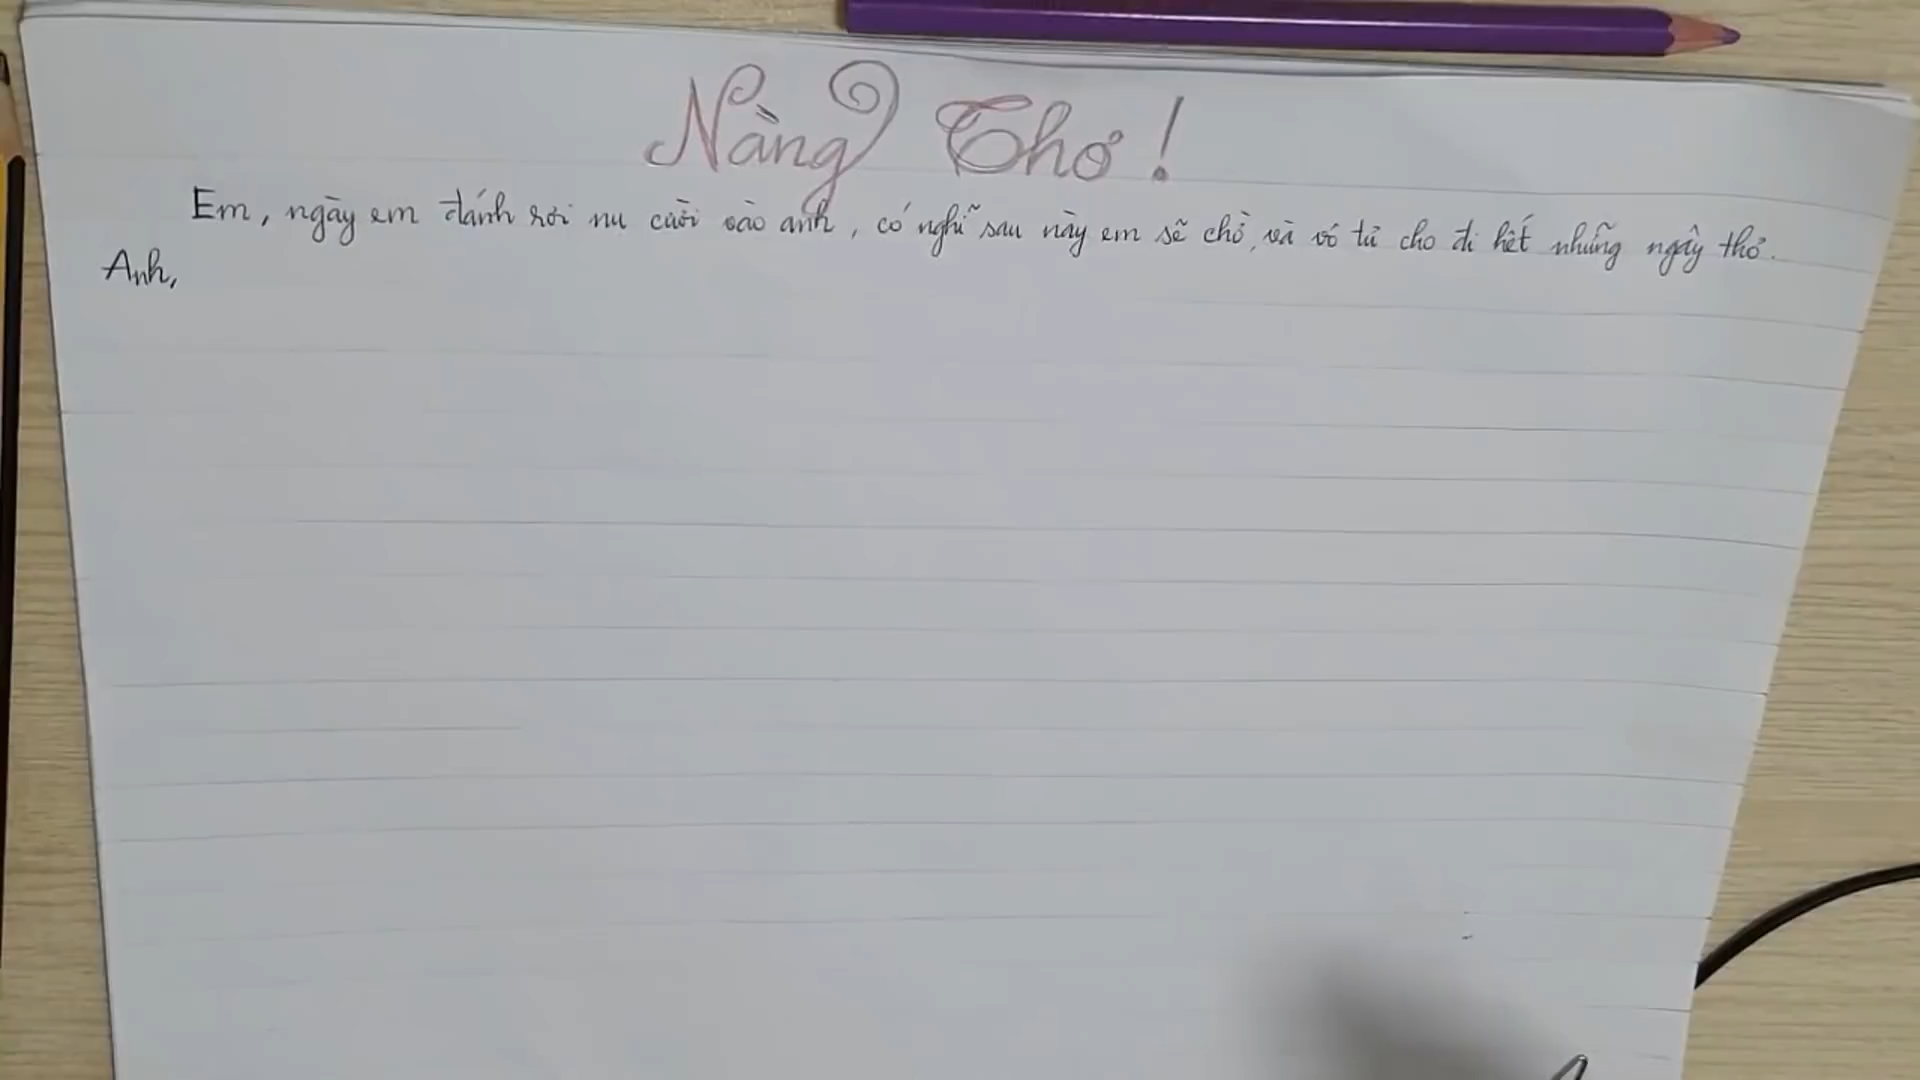 Nàng Thơ!
Em, ngày em đánh rơi nụ cười vào anh, có nghĩ sau này em sẽ chờ, và vô tư cho đi hết những ngây thơ.
Anh,